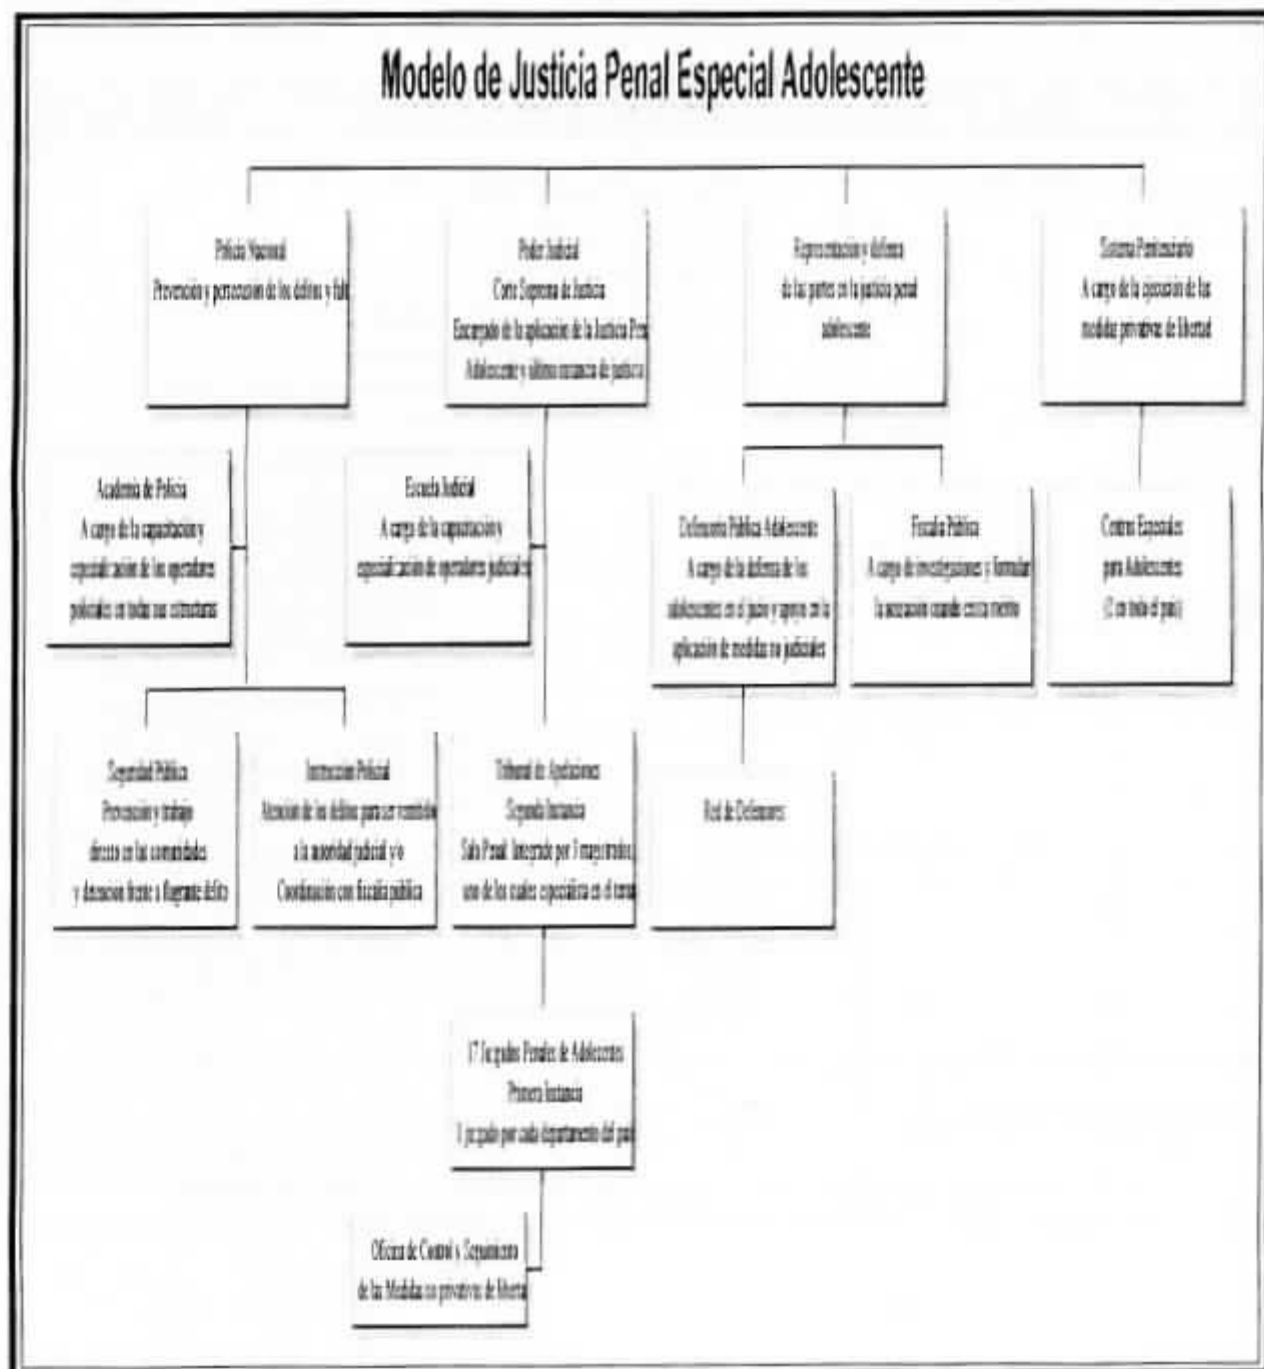 Modelo de Justicia Penal Especial Adolescente
Policía Nacional
Prevención y persecución de los delitos y falt
Poder Judicial
Corte Suprema de Justicia
Encargado de la aplicación de la Justicia Pena
Adolescente y última instancia de justicia
Representación y defensa
de las partes en la justicia penal
adolescente
Sistema Penitenciario
A cargo de la ejecución de las
medidas privativas de libertad
Academia de Policía
A cargo de la capacitación y
especialización de los operadores
policiales en todas sus estructuras
Escuela Judicial
A cargo de la capacitación y
especialización de operadores judiciales
Defensoría Pública Adolescente
A cargo de la defensa de los
adolescentes en el juicio y apoyo en la
aplicación de medidas no judiciales
Fiscalía Pública
A cargo de investigaciones y formular
la acusación cuando exista mérito
Centros Especiales
para Adolescentes
(2 en todo el país)
Seguridad Pública
Prevención y trabajo
directo en las comunidades
y detención frente a flagrante delito
Instrucción Policial
Atención de los delitos para ser remitidos
a la autoridad judicial y/o
Coordinación con fiscalía pública
Tribunal de Apelaciones
Segunda Instancia
Sala Penal: Integrado por 3 magistrados,
uno de los cuales especialista en el tema
Red de Defensores
17 Juzgados Penales de Adolescentes
Primera Instancia
1 juzgado por cada departamento del país
Oficina de Control y Seguimiento
de las Medidas no privativas de liberta